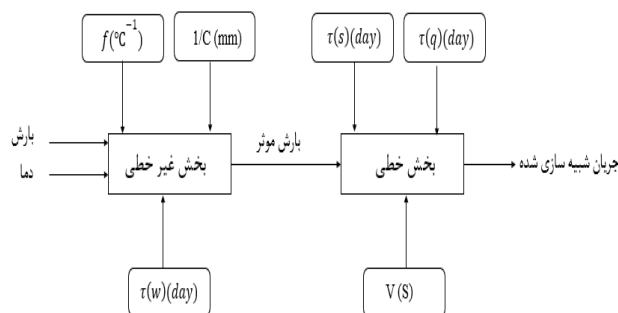 f(°C⁻¹)
1/C (mm)
τ(s)(day)
τ(q)(day)
بارش
دما
بخش غیر خطی
بارش موثر
بخش خطی
جریان شبیه سازی شده
τ(w)(day)
V (S)